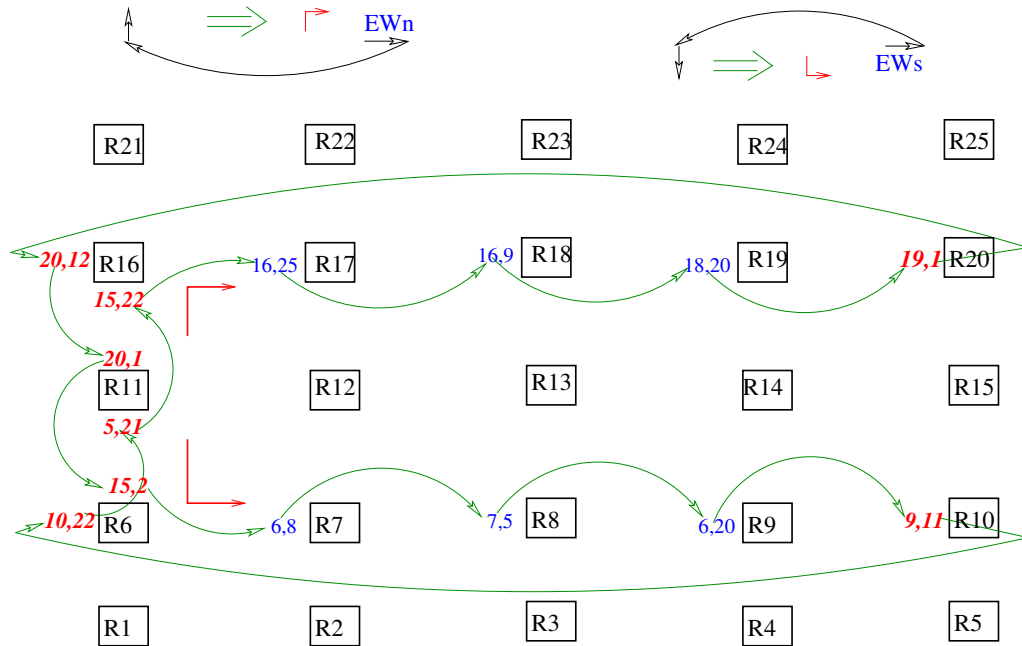 EWn
EWs
R21 R22 R23 R24 R25
20,12 R16 16,25 R17 16,9 R18 18,20 R19 19,1 R20
15,22
20,1
R11 R12 R13 R14 R15
5,21
15,2
10,22 R6 6,8 R7 7,5 R8 6,20 R9 9,11 R10
R1 R2 R3 R4 R5